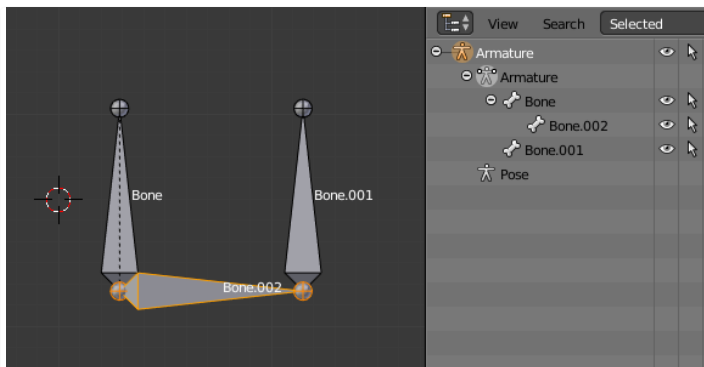 View Search Selected
Armature
Armature
Bone
Bone.002
Bone.001
Pose
Bone
Bone.001
Bone.002